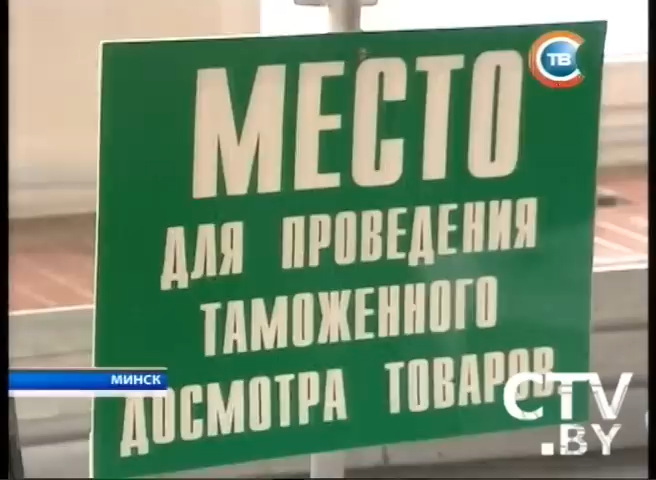 МЕСТО
ДЛЯ ПРОВЕДЕНИЯ
ТАМОЖЕННОГО
ДОСМОТРА ТОВАРОВ
ТВ
МИНСК
CTV
.BY